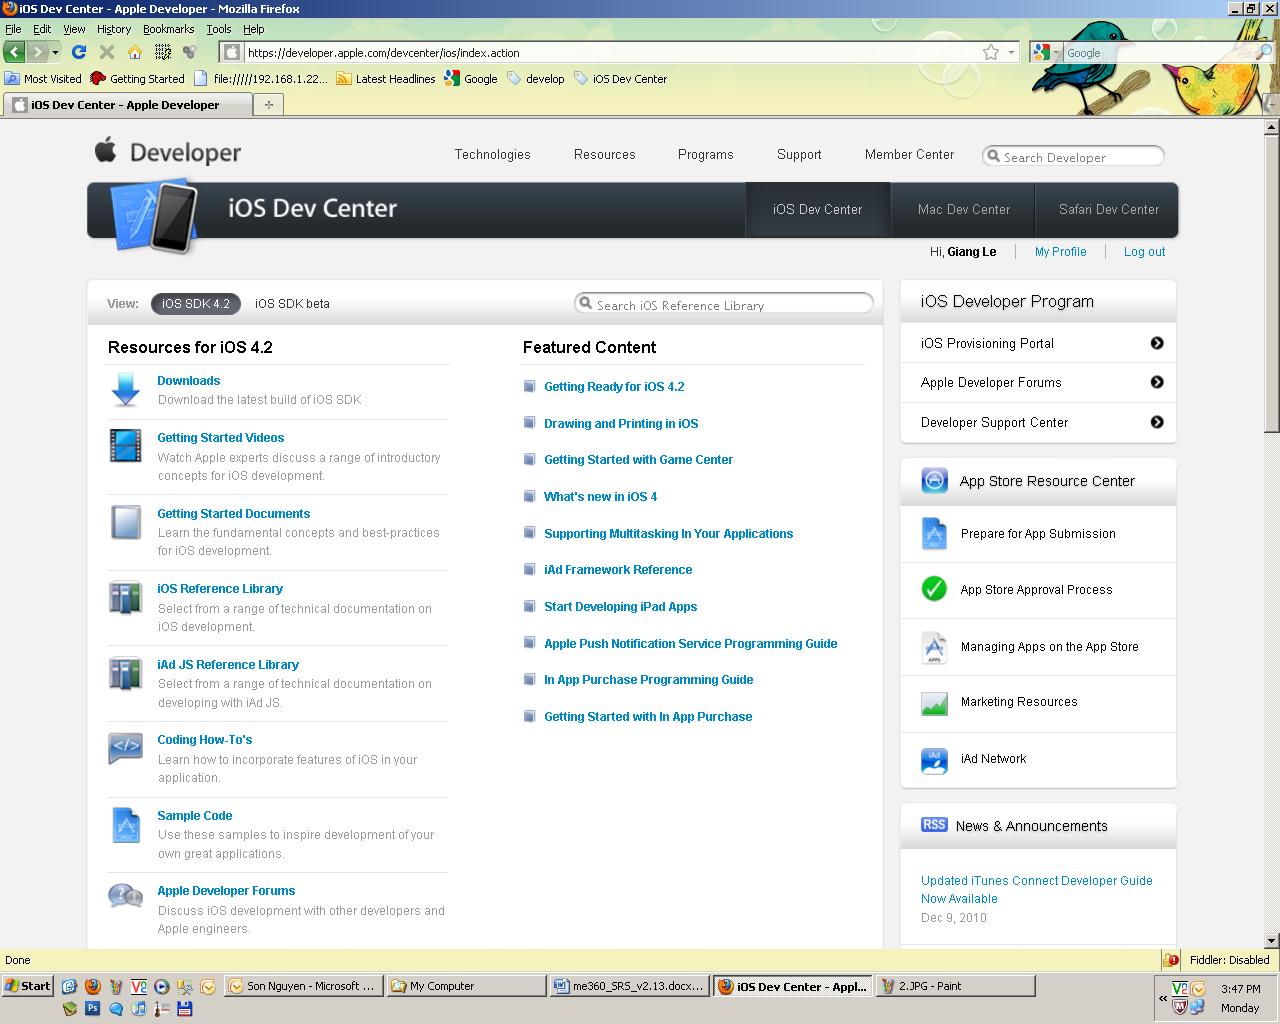 iOS Dev Center - Apple Developer - Mozilla Firefox
File Edit View History Bookmarks Tools Help
https://developer.apple.com/devcenter/ios/index.action
Google
Most Visited Getting Started file://///192.168.1.22... Latest Headlines Google develop iOS Dev Center
iOS Dev Center - Apple Developer
Developer
Technologies Resources Programs Support Member Center Search Developer
iOS Dev Center
iOS Dev Center Mac Dev Center Safari Dev Center
Hi, Giang Le My Profile Log out
View: iOS SDK 4.2 iOS SDK beta Search iOS Reference Library
Resources for iOS 4.2
Downloads
Download the latest build of iOS SDK
Getting Started Videos
Watch Apple experts discuss a range of introductory
concepts for iOS development.
Getting Started Documents
Learn the fundamental concepts and best-practices
for iOS development.
iOS Reference Library
Select from a range of technical documentation on
iOS development.
iAd JS Reference Library
Select from a range of technical documentation on
developing with iAd JS.
Coding How-To's
Learn how to incorporate features of iOS in your
application.
Sample Code
Use these samples to inspire development of your
own great applications.
Apple Developer Forums
Discuss iOS development with other developers and
Apple engineers.
Featured Content
Getting Ready for iOS 4.2
Drawing and Printing in iOS
Getting Started with Game Center
What's new in iOS 4
Supporting Multitasking In Your Applications
iAd Framework Reference
Start Developing iPad Apps
Apple Push Notification Service Programming Guide
In App Purchase Programming Guide
Getting Started with In App Purchase
iOS Developer Program
iOS Provisioning Portal
Apple Developer Forums
Developer Support Center
App Store Resource Center
Prepare for App Submission
App Store Approval Process
APPS
Managing Apps on the App Store
Marketing Resources
iAd
iAd Network
RSS News & Announcements
Updated iTunes Connect Developer Guide
Now Available
Dec 9, 2010
Done
Fiddler: Disabled
Start
Son Nguyen - Microsoft ... My Computer me360_SRS_v2.13.docx... iOS Dev Center - Appl... 2.JPG - Paint
3:47 PM
Monday